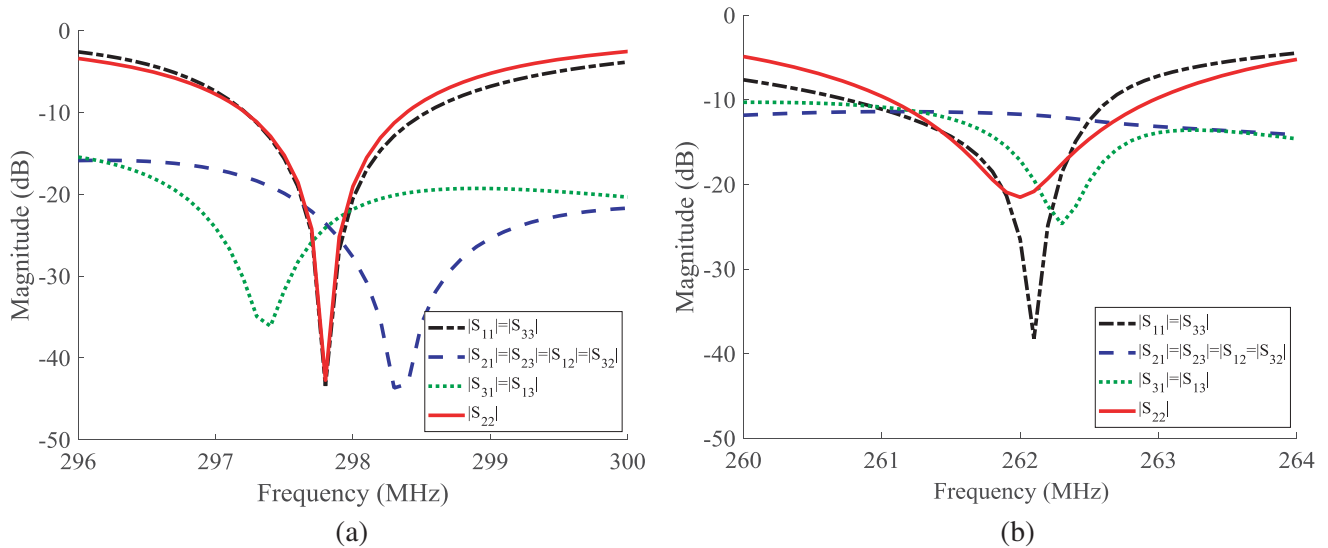 0
-10
-20
-30
-40
-50
Magnitude (dB)
296 297 298 299 300
Frequency (MHz)
|S11|=|S33|
|S21|=|S23|=|S12|=|S32|
|S31|=|S13|
|S22|
(a)
0
-10
-20
-30
-40
-50
Magnitude (dB)
260 261 262 263 264
Frequency (MHz)
|S11|=|S33|
|S21|=|S23|=|S12=|S32|
|S31|=|S13|
|S22|
(b)